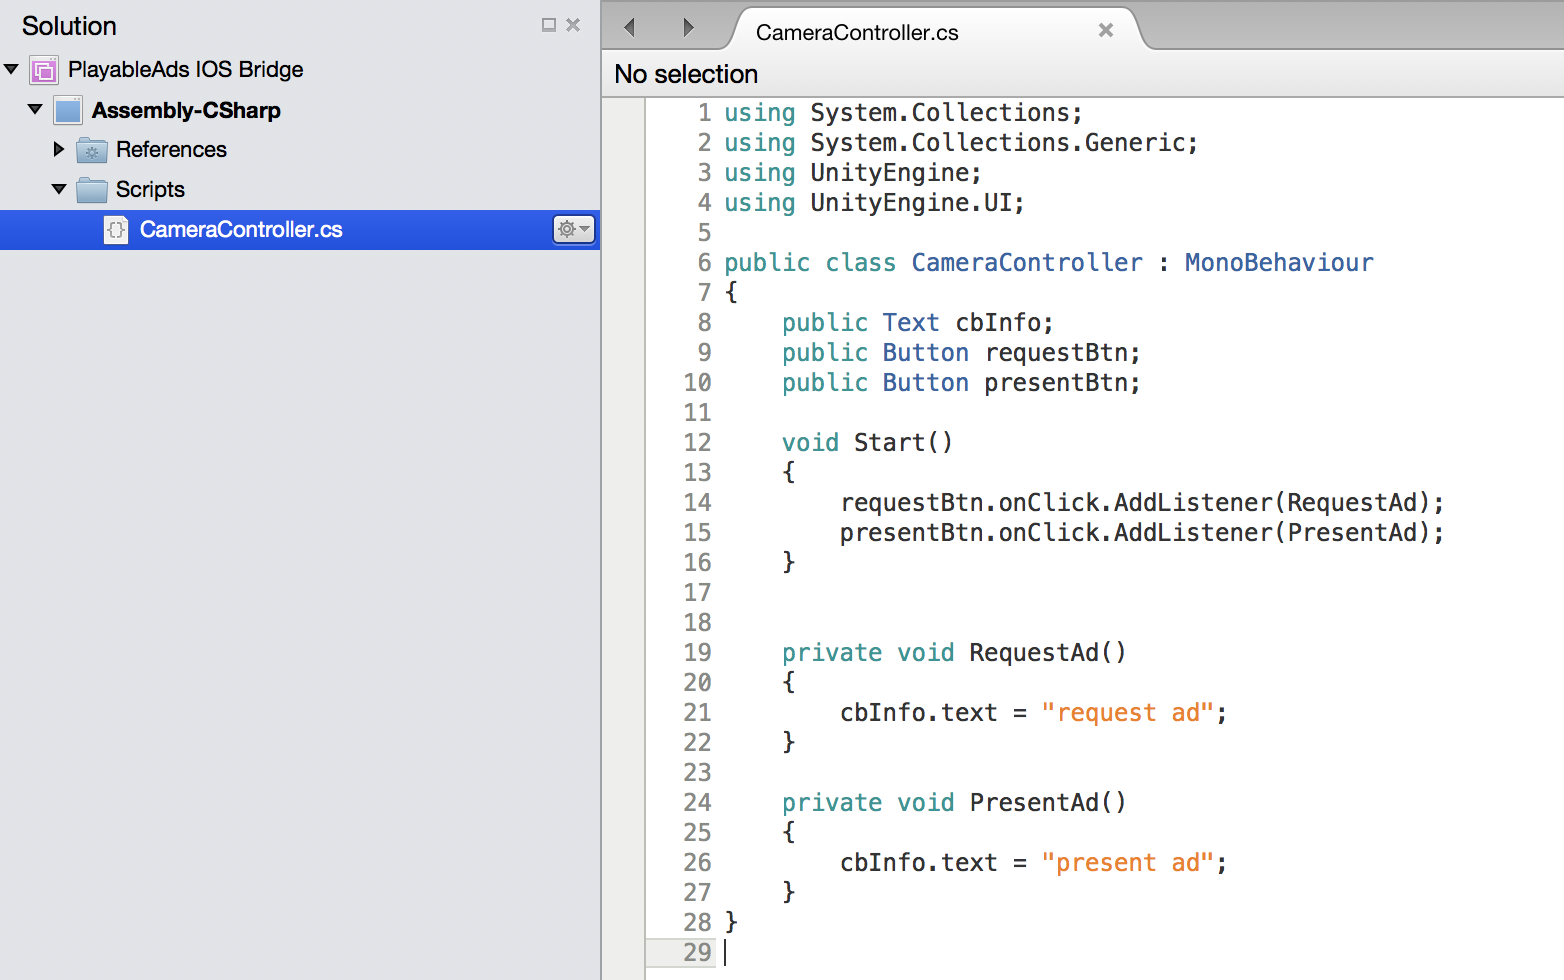 Solution
PlayableAds IOS Bridge
Assembly-CSharp
References
Scripts
CameraController.cs
CameraController.cs
No selection
1 using System.Collections;
2 using System.Collections.Generic;
3 using UnityEngine;
4 using UnityEngine.UI;
5
6 public class CameraController : MonoBehaviour
7 {
8     public Text cbInfo;
9     public Button requestBtn;
10     public Button presentBtn;
11
12     void Start()
13     {
14         requestBtn.onClick.AddListener(RequestAd);
15         presentBtn.onClick.AddListener(PresentAd);
16     }
17
18
19     private void RequestAd()
20     {
21         cbInfo.text = "request ad";
22     }
23
24     private void PresentAd()
25     {
26         cbInfo.text = "present ad";
27     }
28 }
29